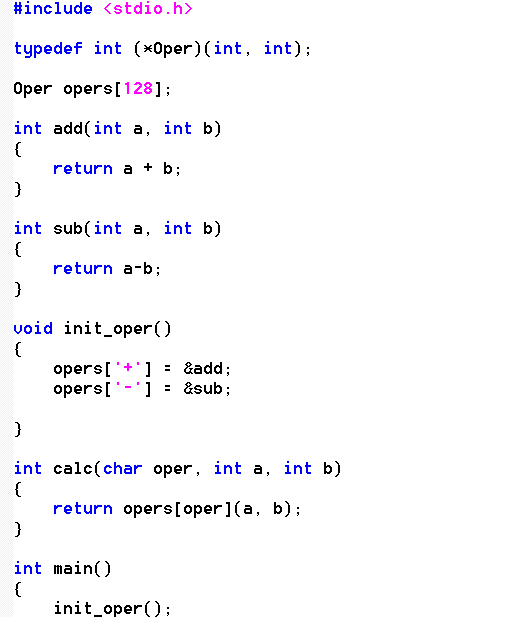 #include <stdio.h>
typedef int (*Oper)(int, int);
Oper opers[128];
int add(int a, int b)
{
    return a + b;
}
int sub(int a, int b)
{
    return a-b;
}
void init_oper()
{
    opers['+'] = &add;
    opers['-'] = &sub;
}
int calc(char oper, int a, int b)
{
    return opers[oper](a, b);
}
int main()
{
    init_oper();